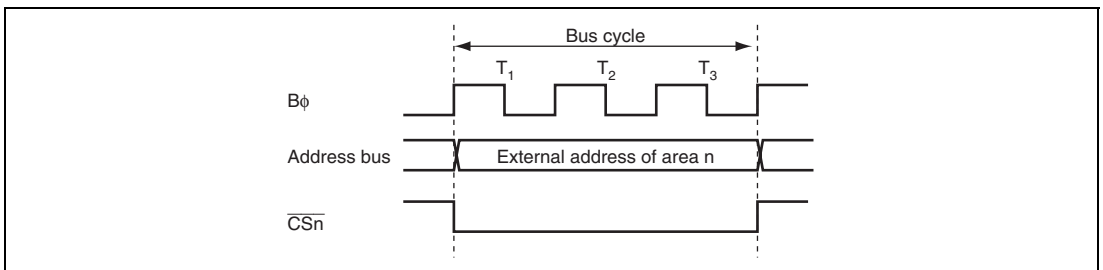 Bus cycle
T1 T2 T3
Bφ
Address bus External address of area n
CSn